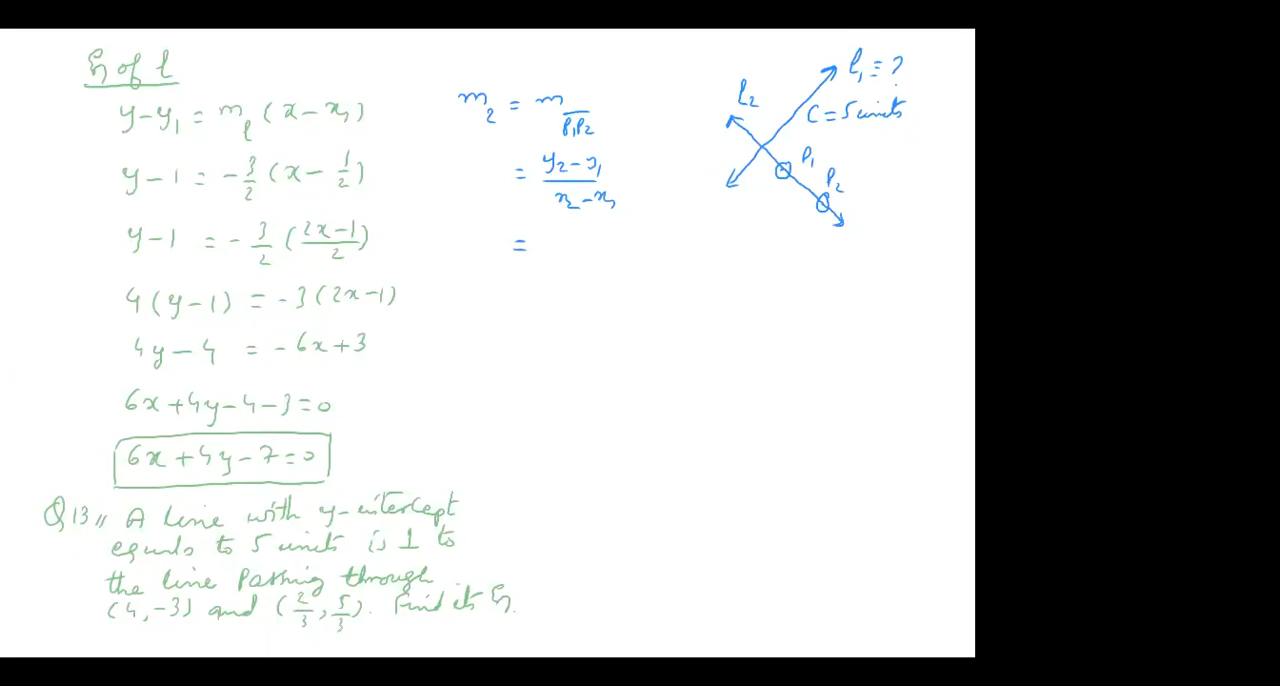 Eq of l
y-y₁ = m_l (x-x₁)
y-1 = -3/2 (x-1/2)
y-1 = -3/2 ((2x-1)/2)
4(y-1) = -3(2x-1)
4y-4 = -6x+3
6x+4y-4-3=0
6x+4y-7=0
Q13// A line with y-intercept
equals to 5 units is ⊥ to
the line Passing through
(4,-3) and (2/3, 5/3). Find its Eq.
m₂ = m_P₁P₂
= (y₂-y₁)/(x₂-x₁)
=
l₁ = ?
l₂
C = 5 units
P₁
P₂